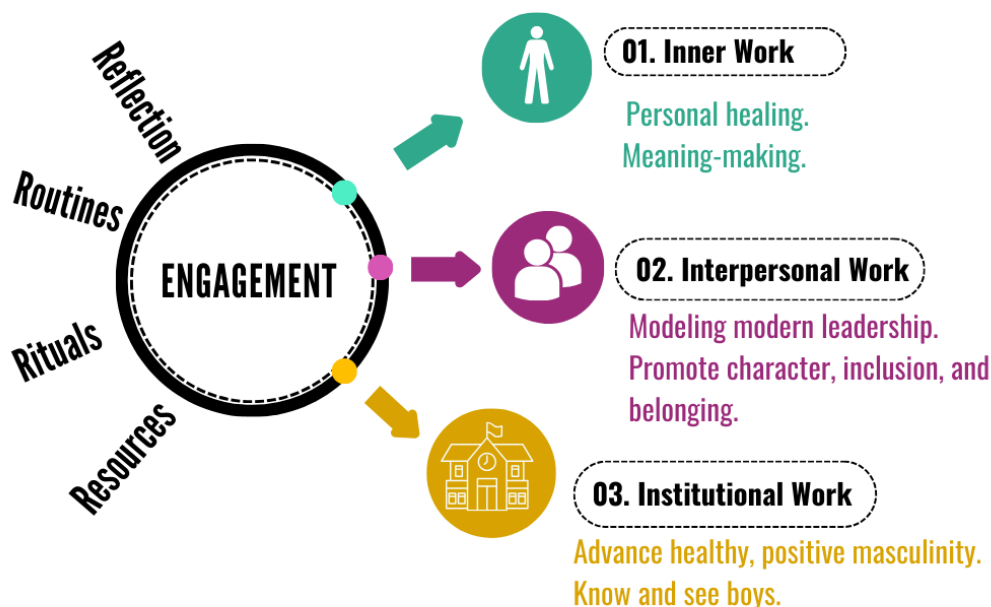 Reflection
Routines
Rituals
Resources
ENGAGEMENT
01. Inner Work
Personal healing.
Meaning-making.
02. Interpersonal Work
Modeling modern leadership.
Promote character, inclusion, and
belonging.
03. Institutional Work
Advance healthy, positive masculinity.
Know and see boys.